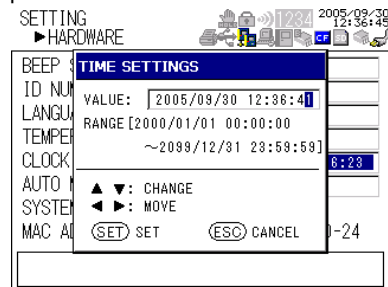 SETTING 1234 2005/09/30
►HARDWARE 12:36:45
CF SD
BEEP
TIME SETTINGS
ID NUM
VALUE: 2005/09/30 12:36:41
LANGU
RANGE[2000/01/01 00:00:00
TEMPER
~2099/12/31 23:59:59]
CLOCK 6:23
AUTO
▲ ▼: CHANGE
SYSTEM
◄ ►: MOVE
MAC AD -24
SET SET ESC CANCEL